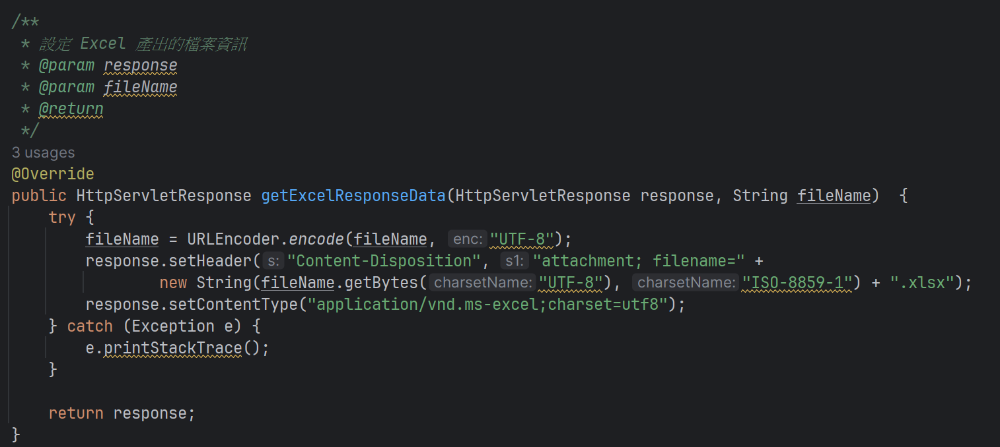 /**
 * 設定 Excel 產出的檔案資訊
 * @param response
 * @param fileName
 * @return
 */
3 usages
@Override
public HttpServletResponse getExcelResponseData(HttpServletResponse response, String fileName)  {
    try {
        fileName = URLEncoder.encode(fileName, enc: "UTF-8");
        response.setHeader( s: "Content-Disposition", s1: "attachment; filename=" +
                new String(fileName.getBytes( charsetName: "UTF-8"), charsetName: "ISO-8859-1") + ".xlsx");
        response.setContentType("application/vnd.ms-excel;charset=utf8");
    } catch (Exception e) {
        e.printStackTrace();
    }

    return response;
}